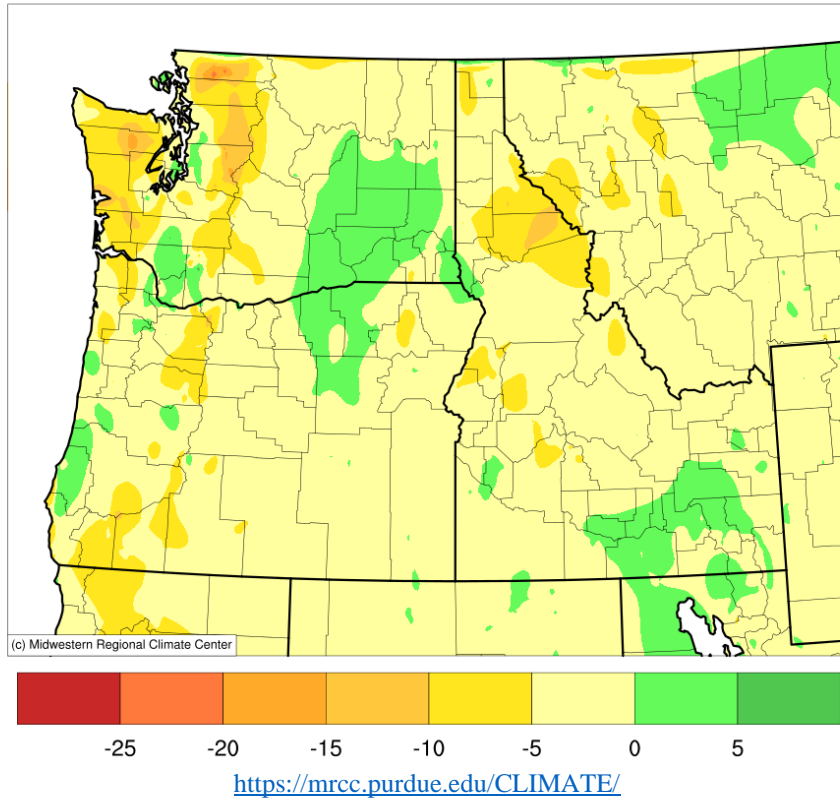 (c) Midwestern Regional Climate Center
-25 -20 -15 -10 -5 0 5
https://mrcc.purdue.edu/CLIMATE/